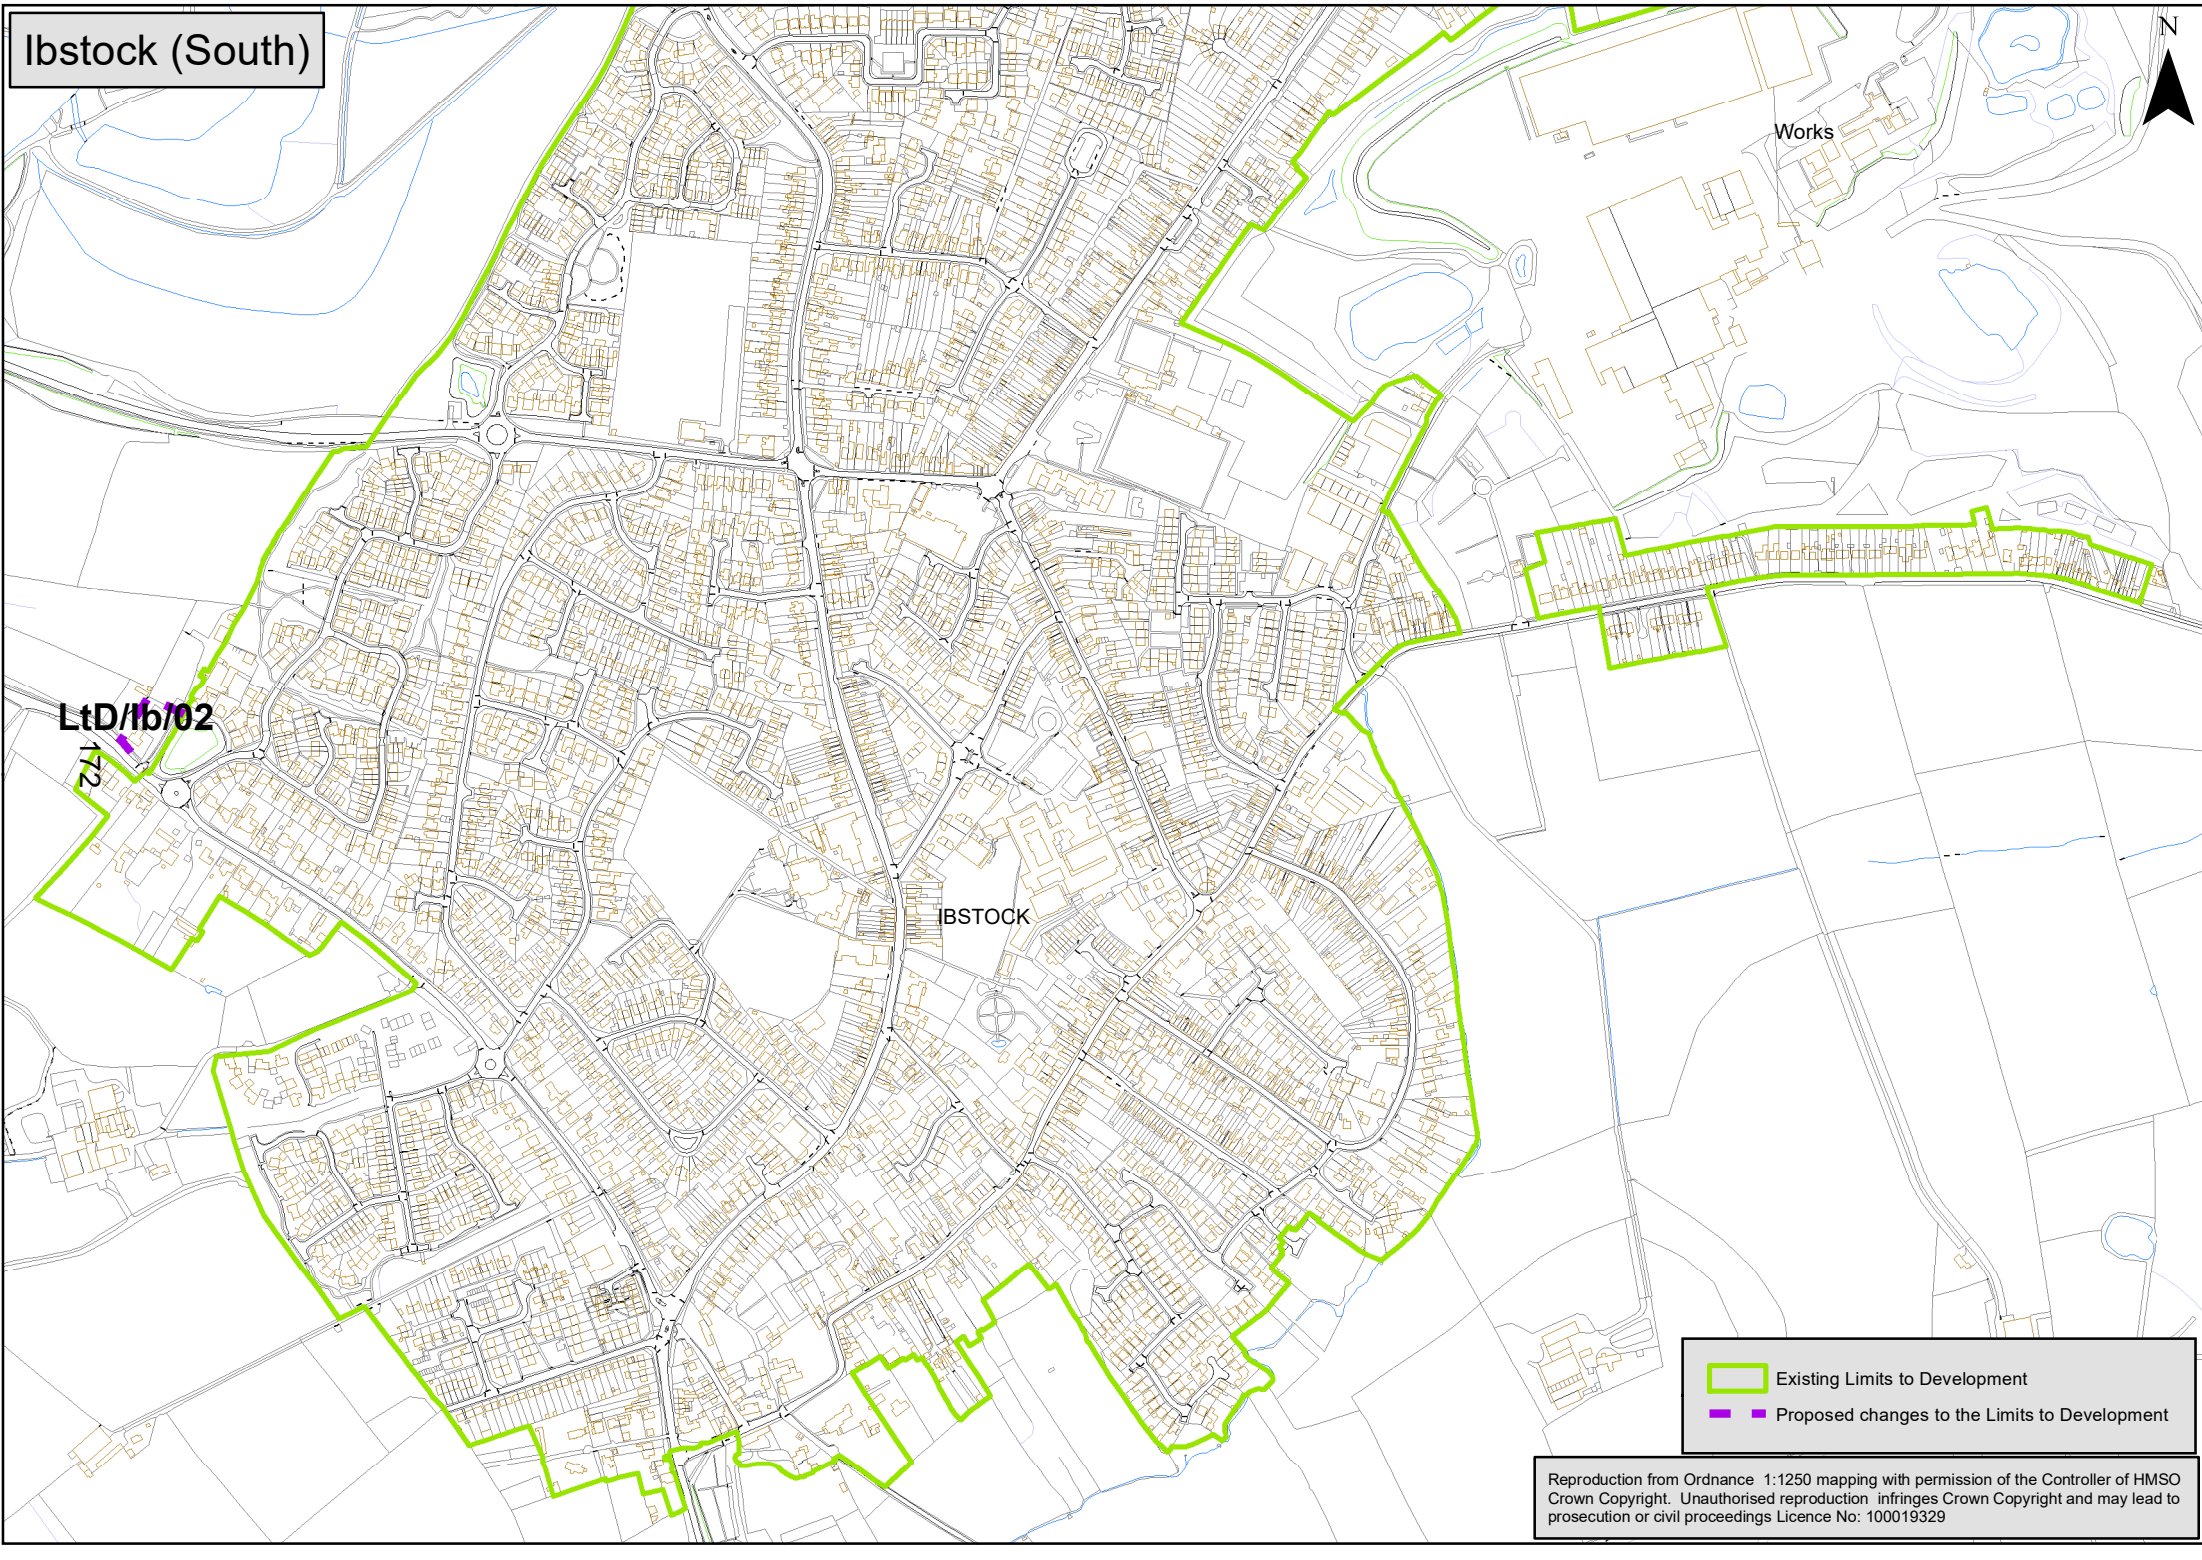 Ibstock (South)
N
Works
LtD/Ib/02
172
IBSTOCK
Existing Limits to Development
Proposed changes to the Limits to Development
Reproduction from Ordnance 1:1250 mapping with permission of the Controller of HMSO
Crown Copyright. Unauthorised reproduction infringes Crown Copyright and may lead to
prosecution or civil proceedings Licence No: 100019329